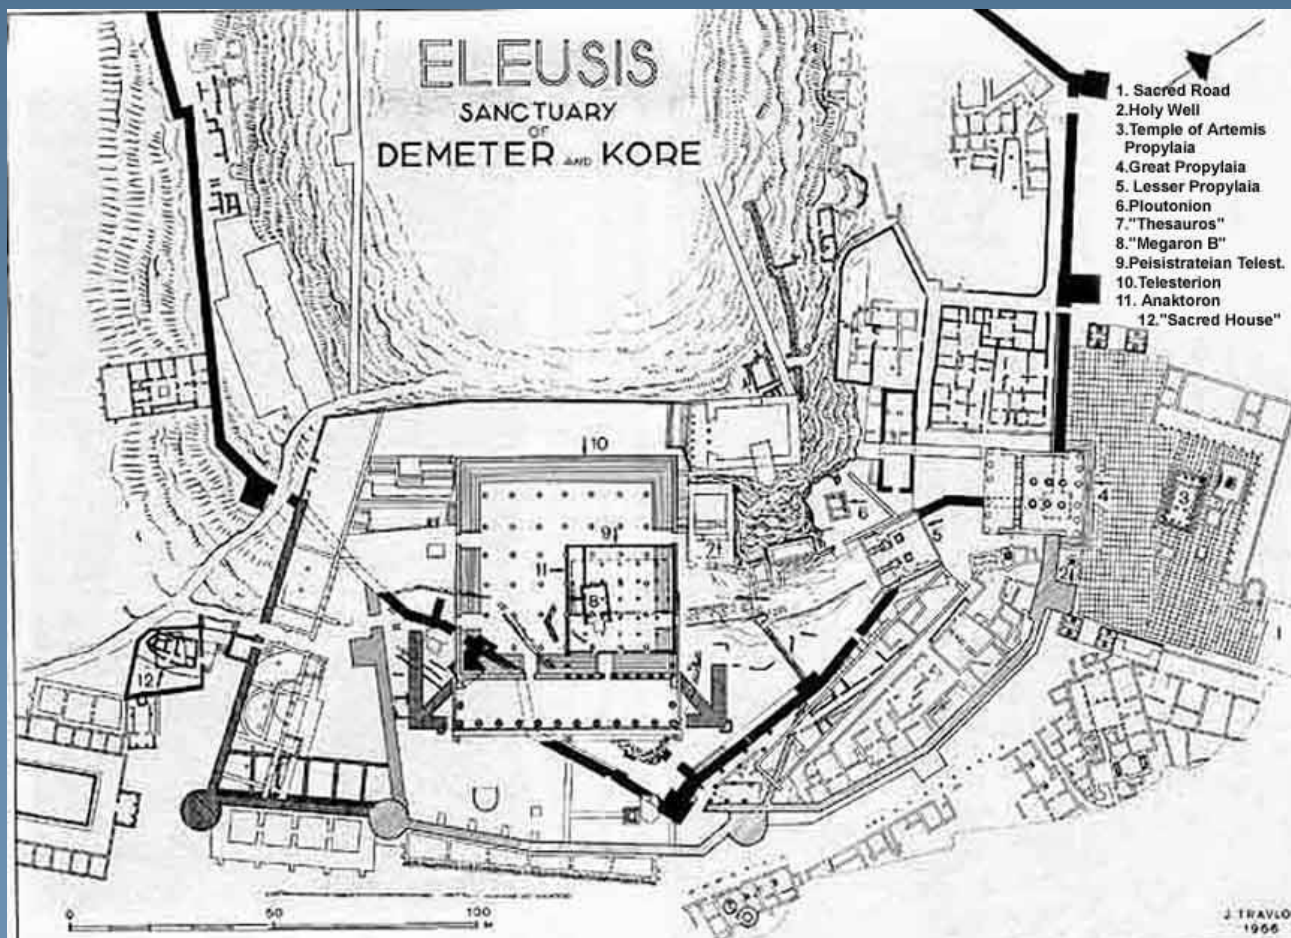 ELEUSIS
SANCTUARY
OF
DEMETER AND KORE
1. Sacred Road
2.Holy Well
3.Temple of Artemis
Propylaia
4.Great Propylaia
5. Lesser Propylaia
6.Ploutonion
7."Thesauros"
8."Megaron B"
9.Peisistrateian Telest.
10.Telesterion
11. Anaktoron
12."Sacred House"
10
4
3
6
9
5
7
2
11
8
1
12
0 50 100
M
J. TRAVLO
1966